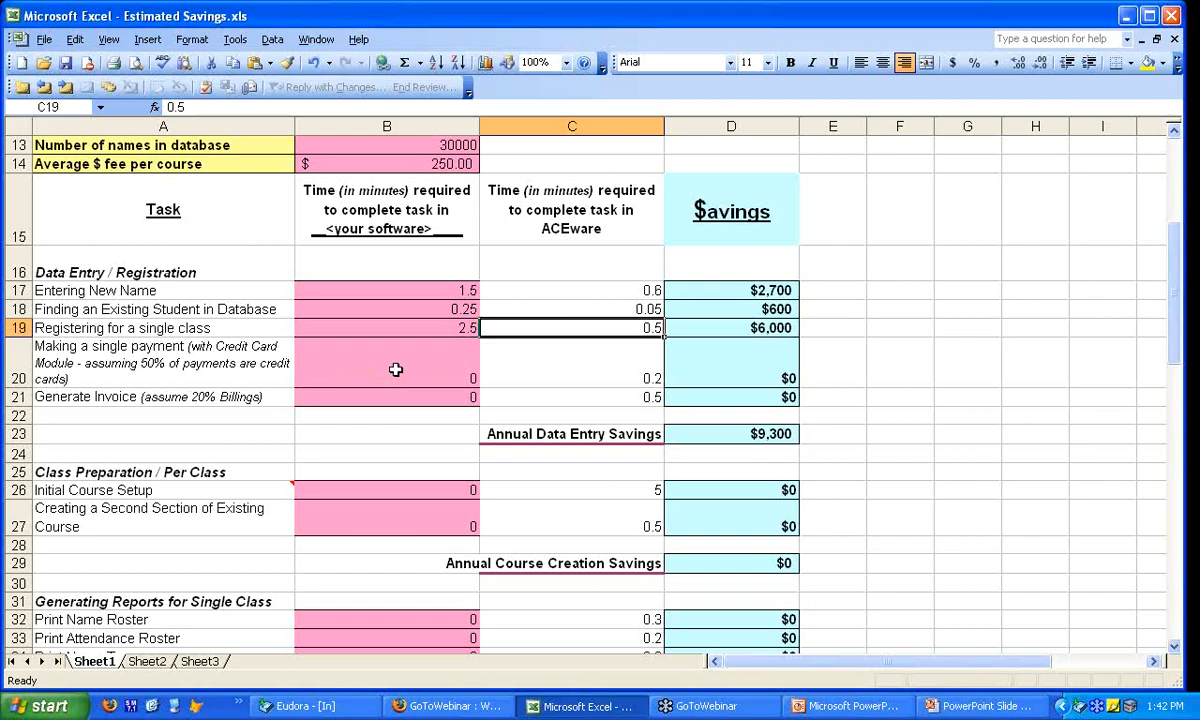 Microsoft Excel - Estimated Savings.xls
File Edit View Insert Format Tools Data Window Help
Type a question for help
100%
Arial
11
B I U
$ % ,
Reply with Changes... End Review...
C19
fx 0.5
A B C D E F G H I
13 Number of names in database 30000
14 Average $ fee per course $ 250.00
15 Task
Time (in minutes) required
to complete task in
__<your software>____
Time (in minutes) required
to complete task in
ACEware
$avings
16 Data Entry / Registration
17 Entering New Name 1.5 0.6 $2,700
18 Finding an Existing Student in Database 0.25 0.05 $600
19 Registering for a single class 2.5 0.5 $6,000
Making a single payment (with Credit Card
Module - assuming 50% of payments are credit
20 cards) 0 0.2 $0
21 Generate Invoice (assume 20% Billings) 0 0.5 $0
22
23 Annual Data Entry Savings $9,300
24
25 Class Preparation / Per Class
26 Initial Course Setup 0 5 $0
Creating a Second Section of Existing
27 Course 0 0.5 $0
28
29 Annual Course Creation Savings $0
30
31 Generating Reports for Single Class
32 Print Name Roster 0 0.3 $0
33 Print Attendance Roster 0 0.2 $0
Sheet1 Sheet2 Sheet3
Ready
start
Eudora - [In]
GoToWebinar : W...
Microsoft Excel - ...
GoToWebinar
Microsoft PowerP...
PowerPoint Slide ...
1:42 PM